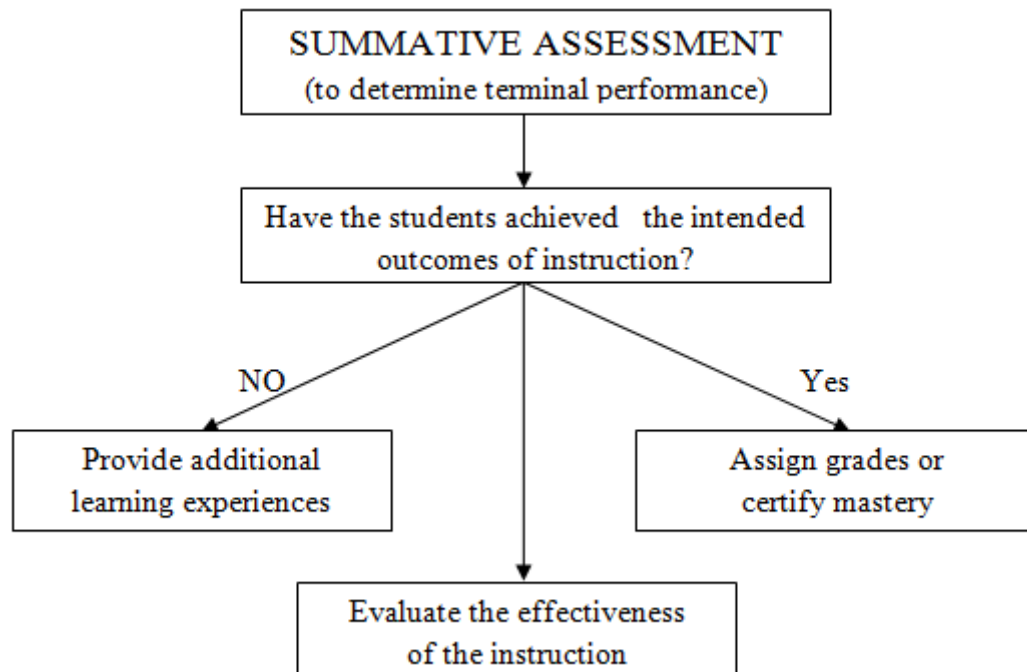 SUMMATIVE ASSESSMENT
(to determine terminal performance)
Have the students achieved the intended
outcomes of instruction?
NO
Yes
Provide additional
learning experiences
Assign grades or
certify mastery
Evaluate the effectiveness
of the instruction